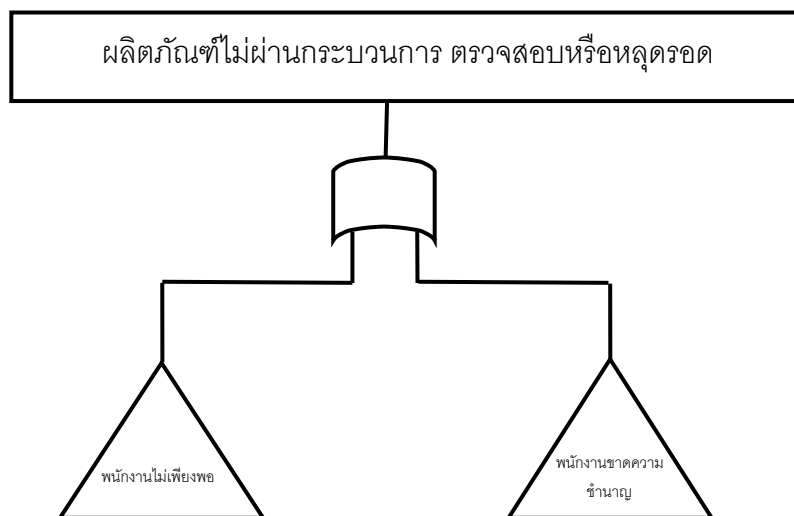 ผลิตภัณฑ์ไม่ผ่านกระบวนการ ตรวจสอบหรือหลุดรอด
พนักงานไม่เพียงพอ
พนักงานขาดความ
ชำนาญ